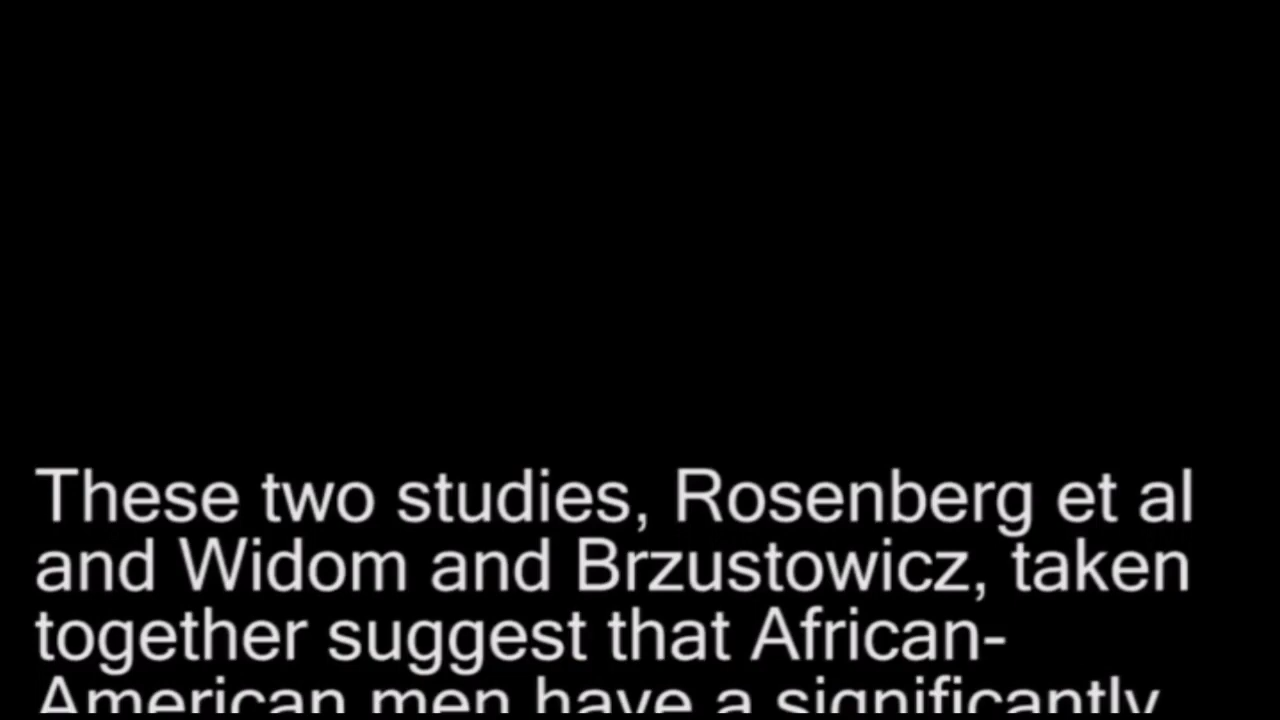 These two studies, Rosenberg et al
and Widom and Brzustowicz, taken
together suggest that African-
American men have a significantly